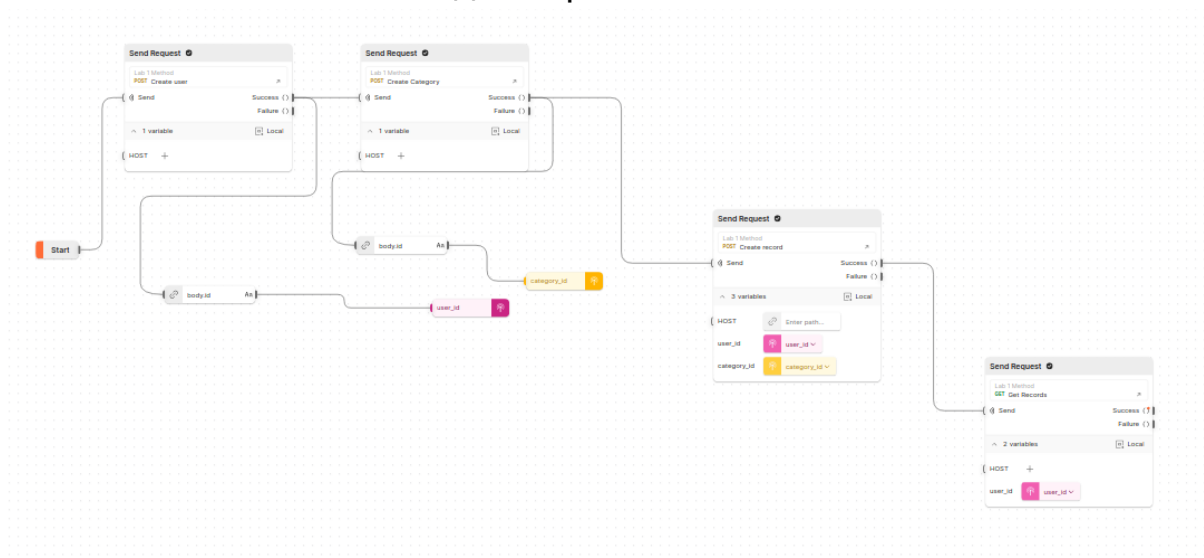 Start
Send Request
Lab 1 Method
POST Create user
Send
Success
Failure
1 variable
Local
HOST
body.id
user_id
Send Request
Lab 1 Method
POST Create Category
Send
Success
Failure
1 variable
Local
HOST
body.id
category_id
Send Request
Lab 1 Method
POST Create record
Send
Success
Failure
3 variables
Local
HOST
Enter path...
user_id
user_id
category_id
category_id
Send Request
Lab 1 Method
GET Get Records
Send
Success
Failure
2 variables
Local
HOST
user_id
user_id